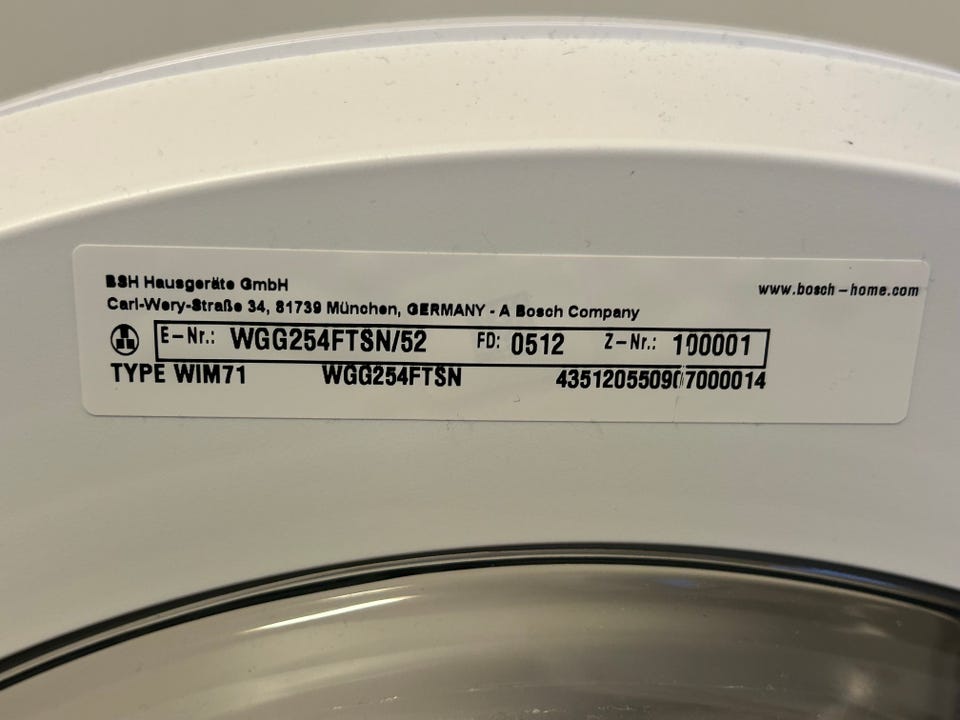 BSH Hausgeräte GmbH
www.bosch-home.com
Carl-Wery-Straße 34, 81739 München, GERMANY - A Bosch Company
E-Nr.: WGG254FTSN/52 FD: 0512 Z-Nr.: 100001
TYPE WIM71 WGG254FTSN 435120550907000014